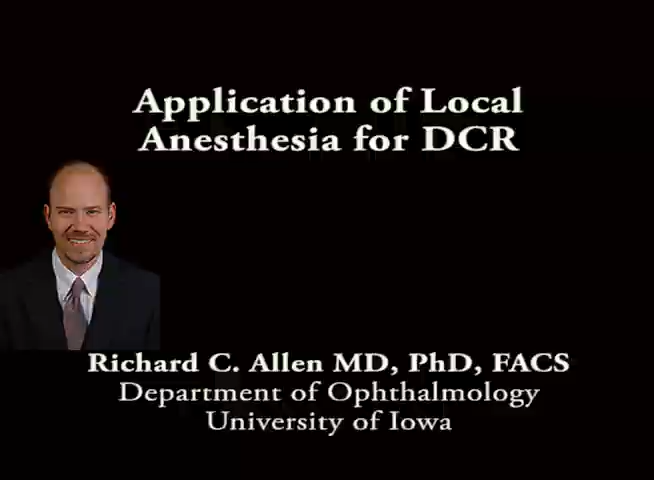 Application of Local
Anesthesia for DCR
Richard C. Allen MD, PhD, FACS
Department of Ophthalmology
University of Iowa